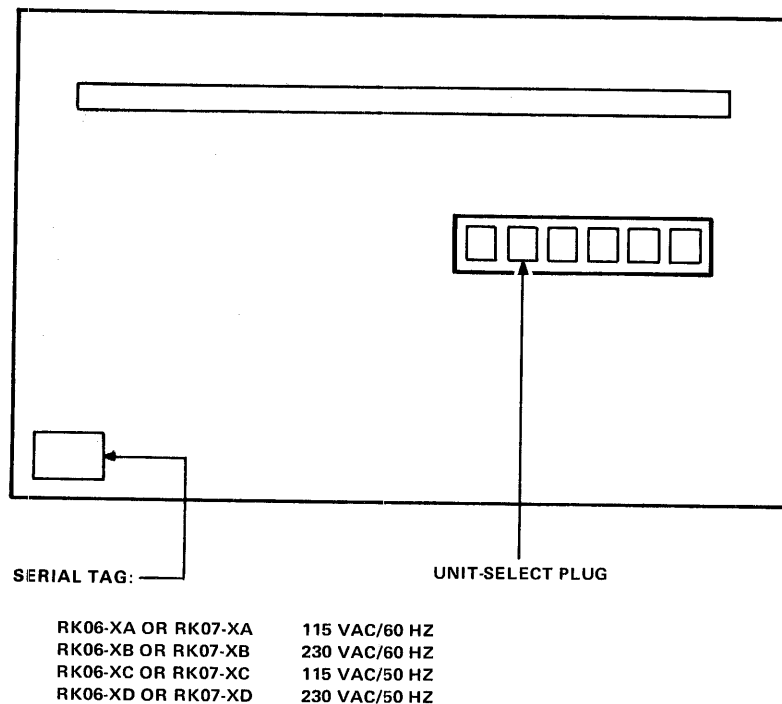 SERIAL TAG:
UNIT-SELECT PLUG
RK06-XA OR RK07-XA 115 VAC/60 HZ
RK06-XB OR RK07-XB 230 VAC/60 HZ
RK06-XC OR RK07-XC 115 VAC/50 HZ
RK06-XD OR RK07-XD 230 VAC/50 HZ